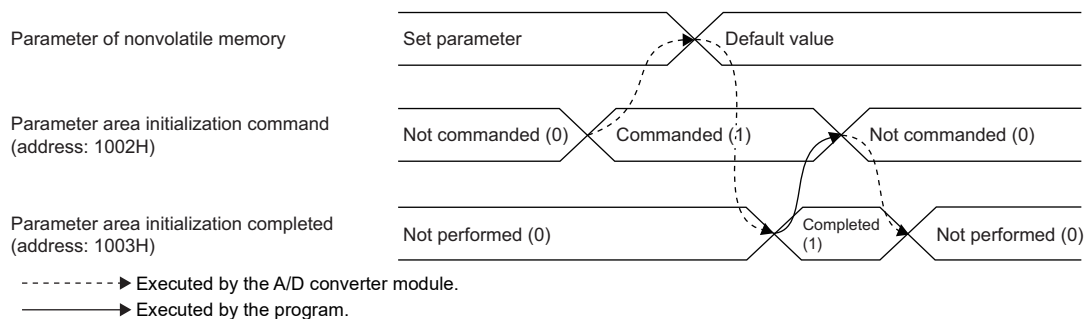 Parameter of nonvolatile memory
Set parameter
Default value
Parameter area initialization command
(address: 1002H)
Not commanded (0)
Commanded (1)
Not commanded (0)
Parameter area initialization completed
(address: 1003H)
Not performed (0)
Completed
(1)
Not performed (0)
Executed by the A/D converter module.
Executed by the program.